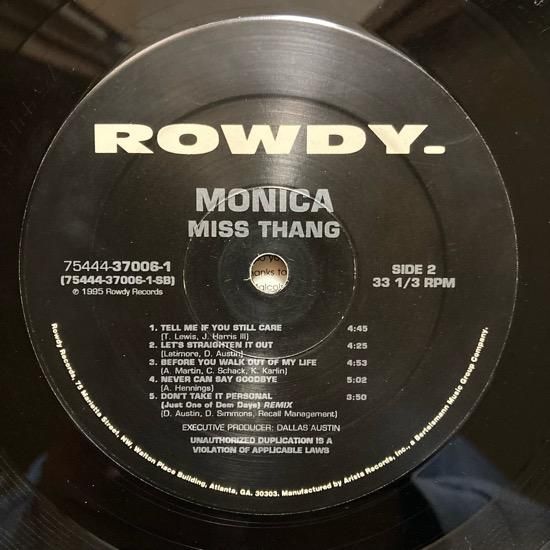 ROWDY.
MONICA
MISS THANG
75444-37006-1
(75444-37006-1-SB)
℗ 1995 Rowdy Records
SIDE 2
33 1/3 RPM
1. TELL ME IF YOU STILL CARE 4:45
(T. Lewis, J. Harris III)
2. LET'S STRAIGHTEN IT OUT 4:25
(Latimore, D. Austin)
3. BEFORE YOU WALK OUT OF MY LIFE 4:53
(A. Martin, C. Schack, K. Karlin)
4. NEVER CAN SAY GOODBYE 5:02
(A. Hennings)
5. DON'T TAKE IT PERSONAL 3:50
(Just One of Dem Days) REMIX
(D. Austin, D. Simmons, Recall Management)
EXECUTIVE PRODUCER: DALLAS AUSTIN
UNAUTHORIZED DUPLICATION IS A
VIOLATION OF APPLICABLE LAWS
Rowdy Records, 75 Marietta Street, NW, Walton Place Building, Atlanta, GA. 30303. Manufactured by Arista Records, Inc., a Bertelsmann Music Group Company.